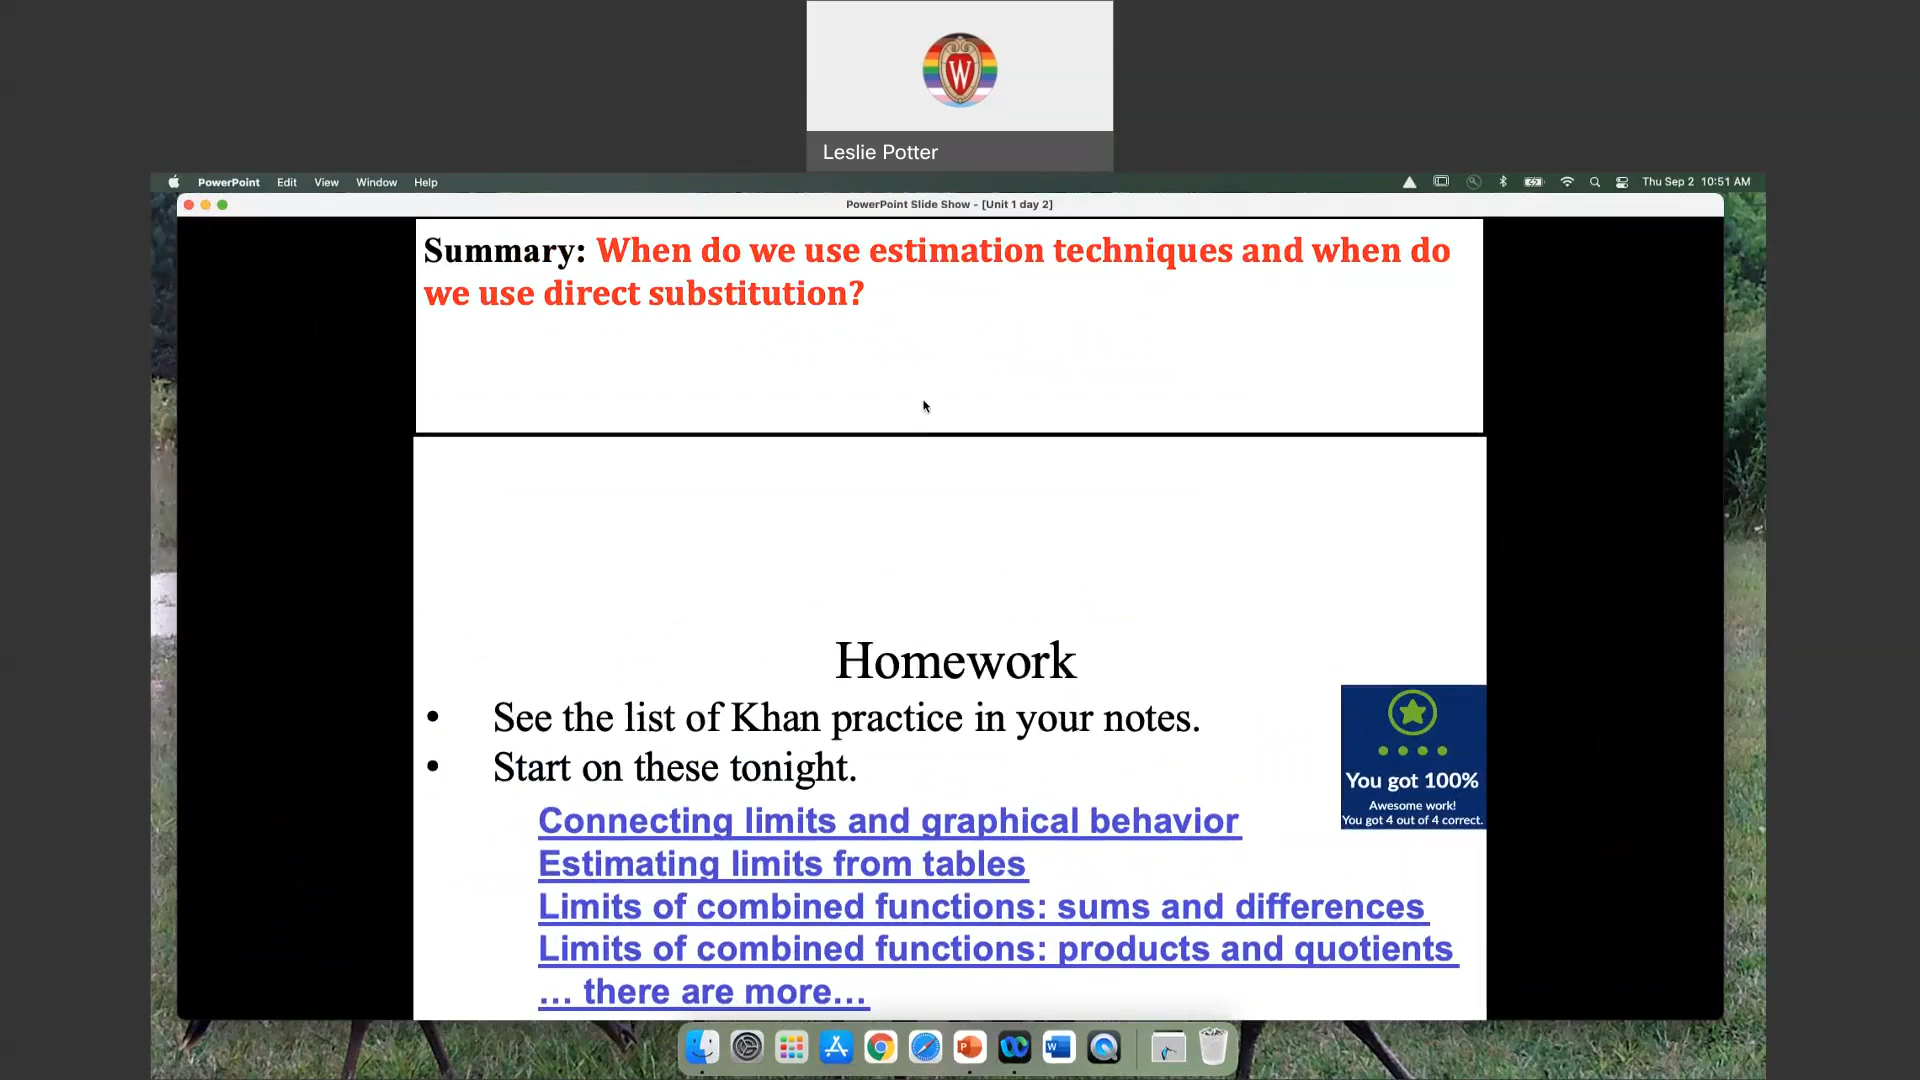 W
Leslie Potter
PowerPoint Edit View Window Help
Thu Sep 2 10:51 AM
PowerPoint Slide Show - [Unit 1 day 2]
Summary: When do we use estimation techniques and when do
we use direct substitution?
Homework
• See the list of Khan practice in your notes.
• Start on these tonight.
You got 100%
Awesome work!
You got 4 out of 4 correct.
Connecting limits and graphical behavior
Estimating limits from tables
Limits of combined functions: sums and differences
Limits of combined functions: products and quotients
... there are more...
P
W